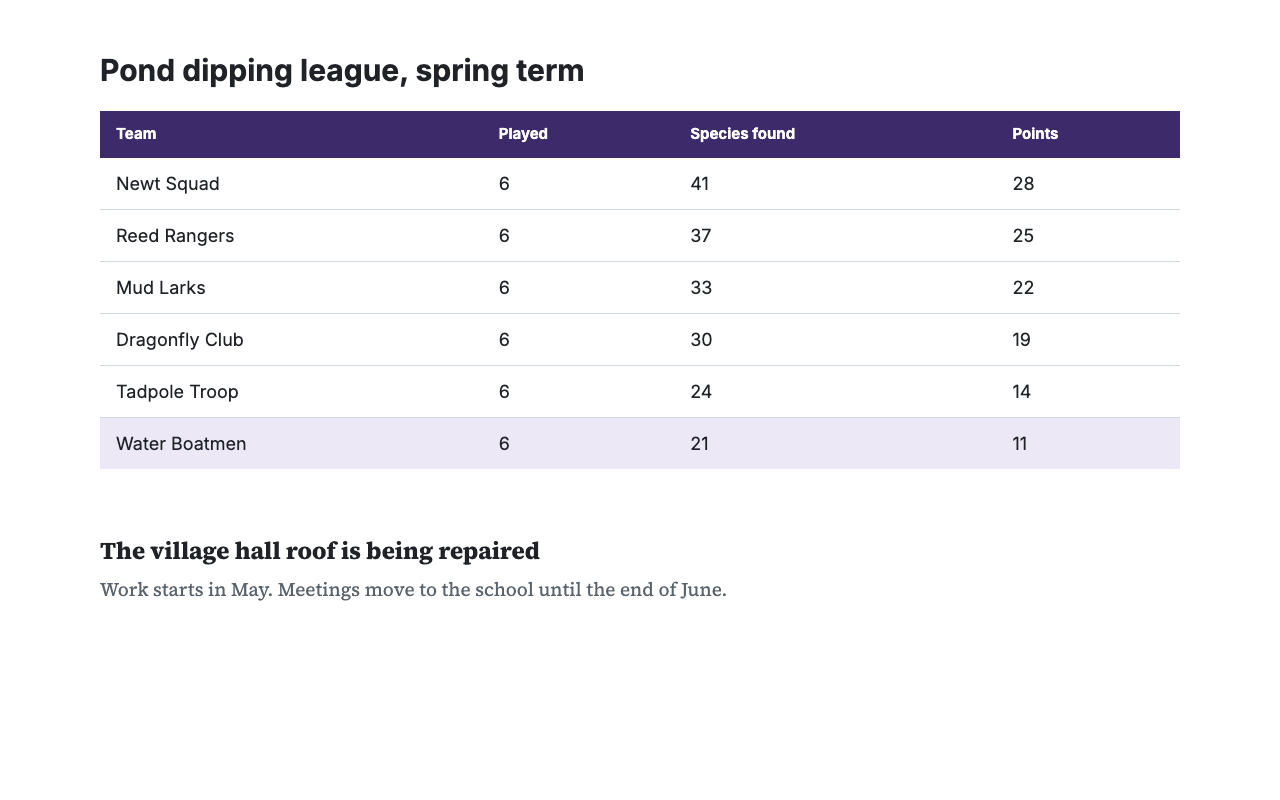 Pond dipping league, spring term
Team Played Species found Points
Newt Squad 6 41 28
Reed Rangers 6 37 25
Mud Larks 6 33 22
Dragonfly Club 6 30 19
Tadpole Troop 6 24 14
Water Boatmen 6 21 11
The village hall roof is being repaired
Work starts in May. Meetings move to the school until the end of June.